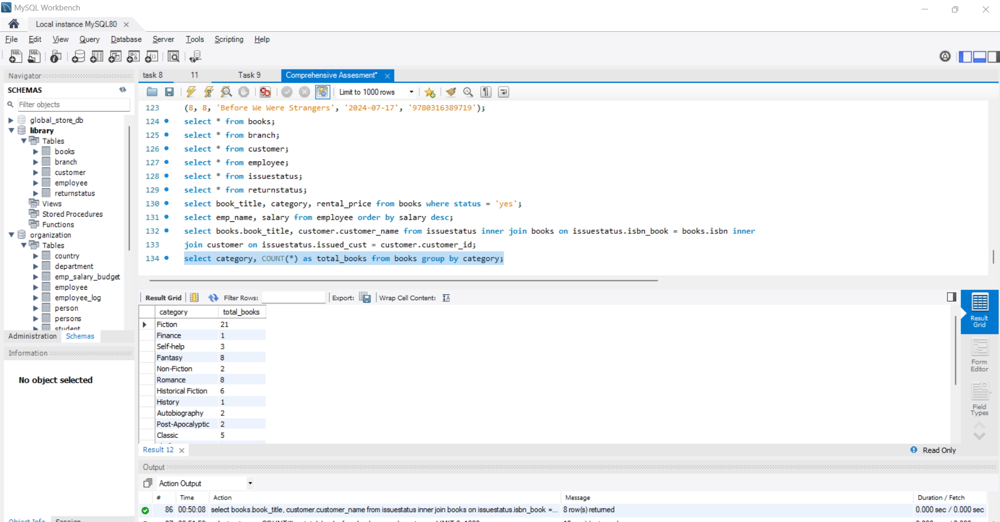 MySQL Workbench
Local instance MySQL80
File Edit View Query Database Server Tools Scripting Help
Navigator
SCHEMAS
Filter objects
global_store_db
library
Tables
books
branch
customer
employee
returnstatus
Views
Stored Procedures
Functions
organization
Tables
country
department
emp_salary_budget
employee
employee_log
person
persons
student
Administration Schemas
Information
No object selected
Object Info Session
task 8 11 Task 9 Comprehensive Assesment*
Limit to 1000 rows
123 (8, 8, 'Before We Were Strangers', '2024-07-17', '9780316389719');
124 select * from books;
125 select * from branch;
126 select * from customer;
127 select * from employee;
128 select * from issuestatus;
129 select * from returnstatus;
130 select book_title, category, rental_price from books where status = 'yes';
131 select emp_name, salary from employee order by salary desc;
132 select books.book_title, customer.customer_name from issuestatus inner join books on issuestatus.isbn_book = books.isbn inner
133 join customer on issuestatus.issued_cust = customer.customer_id;
134 select category, COUNT(*) as total_books from books group by category;
Result Grid Filter Rows: Export: Wrap Cell Content:
category total_books
Fiction 21
Finance 1
Self-help 3
Fantasy 8
Non-Fiction 2
Romance 8
Historical Fiction 6
History 1
Autobiography 2
Post-Apocalyptic 2
Classic 5
Result Grid
Form Editor
Field Types
Result 12
Read Only
Output
Action Output
# Time Action Message Duration / Fetch
86 00:50:08 select books.book_title, customer.customer_name from issuestatus inner join books on issuestatus.isbn_book =... 8 row(s) returned 0.000 sec / 0.000 sec